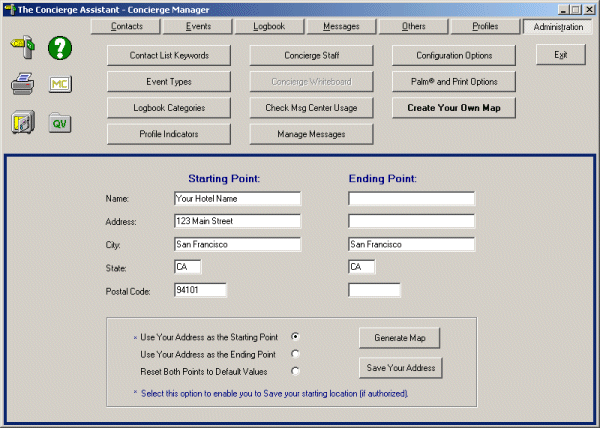 The Concierge Assistant - Concierge Manager
Contacts Events Logbook Messages Others Profiles Administration
Contact List Keywords Concierge Staff Configuration Options Exit
?
Event Types Concierge Whiteboard Palm® and Print Options
MC
Logbook Categories Check Msg Center Usage Create Your Own Map
QV
Profile Indicators Manage Messages
Starting Point: Ending Point:
Name: Your Hotel Name
Address: 123 Main Street
City: San Francisco San Francisco
State: CA CA
Postal Code: 94101
* Use Your Address as the Starting Point Generate Map
Use Your Address as the Ending Point
Reset Both Points to Default Values Save Your Address
* Select this option to enable you to Save your starting location (if authorized).